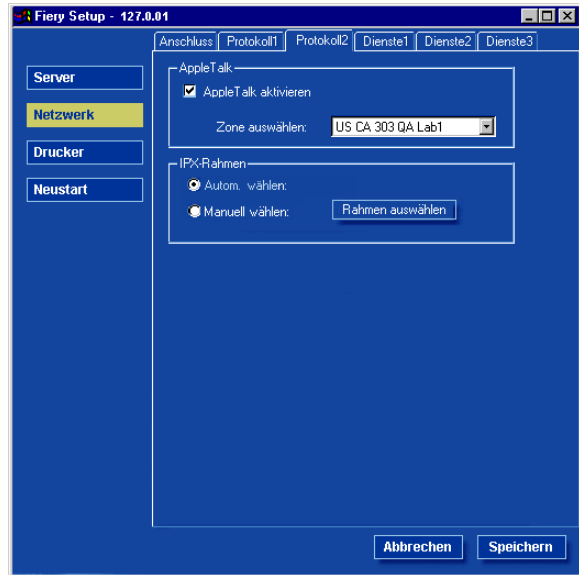 Fiery Setup - 127.0.01
Anschluss Protokoll1 Protokoll2 Dienste1 Dienste2 Dienste3
Server
Netzwerk
Drucker
Neustart
AppleTalk
AppleTalk aktivieren
Zone auswählen: US CA 303 QA Lab1
IPX-Rahmen
Autom. wählen:
Manuell wählen: Rahmen auswählen
Abbrechen Speichern